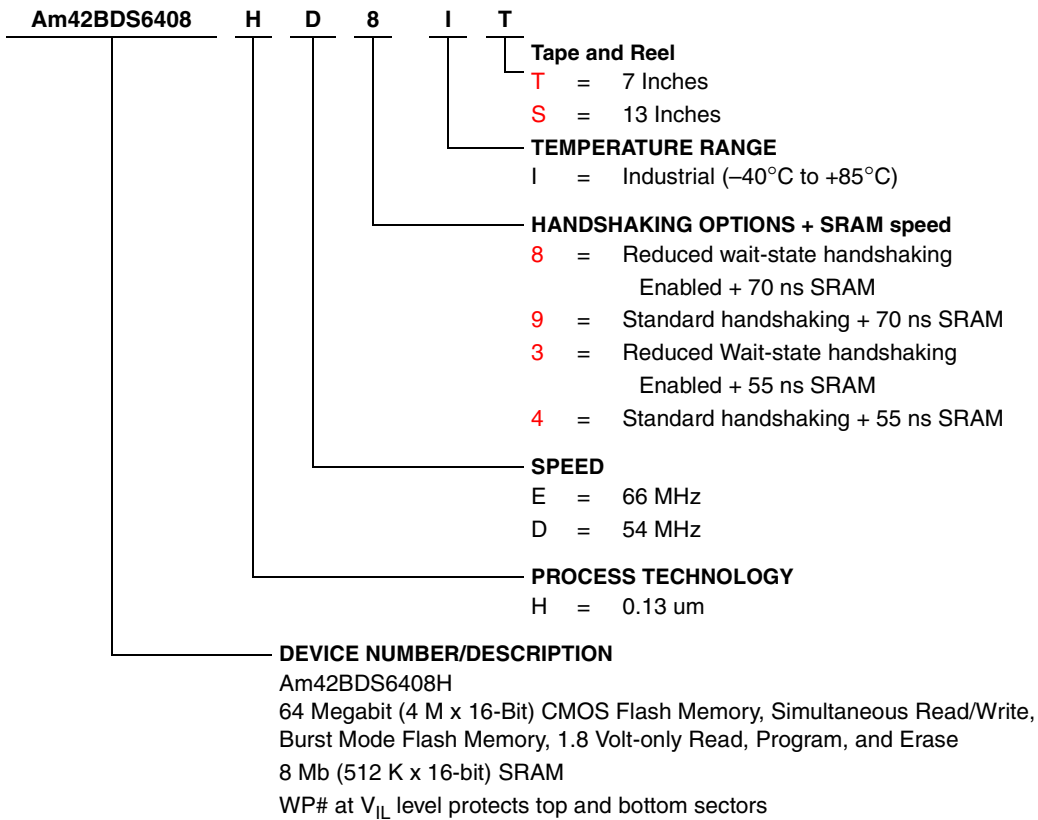 Am42BDS6408 H D 8 I T
Tape and Reel
T = 7 Inches
S = 13 Inches
TEMPERATURE RANGE
I = Industrial (–40°C to +85°C)
HANDSHAKING OPTIONS + SRAM speed
8 = Reduced wait-state handshaking
Enabled + 70 ns SRAM
9 = Standard handshaking + 70 ns SRAM
3 = Reduced Wait-state handshaking
Enabled + 55 ns SRAM
4 = Standard handshaking + 55 ns SRAM
SPEED
E = 66 MHz
D = 54 MHz
PROCESS TECHNOLOGY
H = 0.13 um
DEVICE NUMBER/DESCRIPTION
Am42BDS6408H
64 Megabit (4 M x 16-Bit) CMOS Flash Memory, Simultaneous Read/Write,
Burst Mode Flash Memory, 1.8 Volt-only Read, Program, and Erase
8 Mb (512 K x 16-bit) SRAM
WP# at VIL level protects top and bottom sectors